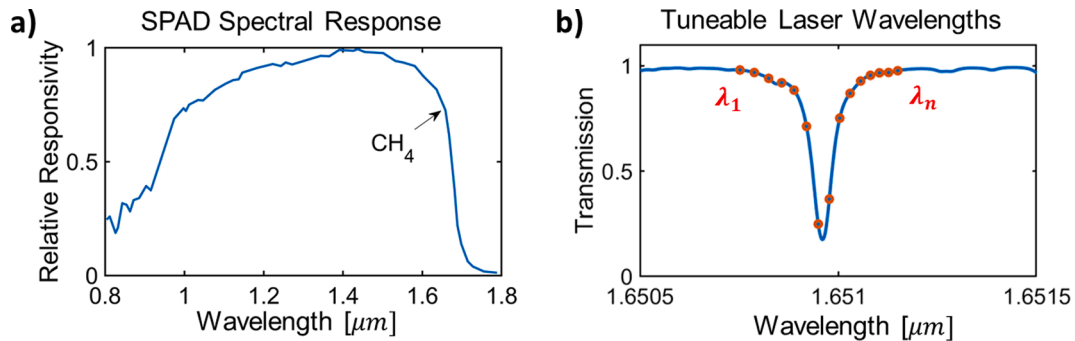 a)
SPAD Spectral Response
Relative Responsivity
1
0.5
0
CH4
0.8
1
1.2
1.4
1.6
1.8
Wavelength [μm]
b)
Tuneable Laser Wavelengths
Transmission
1
0.5
0
λ1
λn
1.6505
1.651
1.6515
Wavelength [μm]